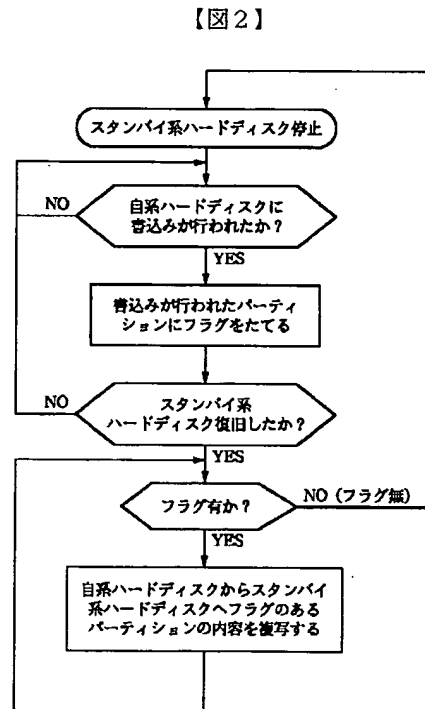 【図2】
スタンバイ系ハードディスク停止
自系ハードディスクに
書込みが行われたか?
NO
YES
書込みが行われたパーティ
ションにフラグをたてる
スタンバイ系
ハードディスク復旧したか?
NO
YES
フラグ有か?
NO (フラグ無)
YES
自系ハードディスクからスタンバイ
系ハードディスクへフラグのある
パーティションの内容を複写する